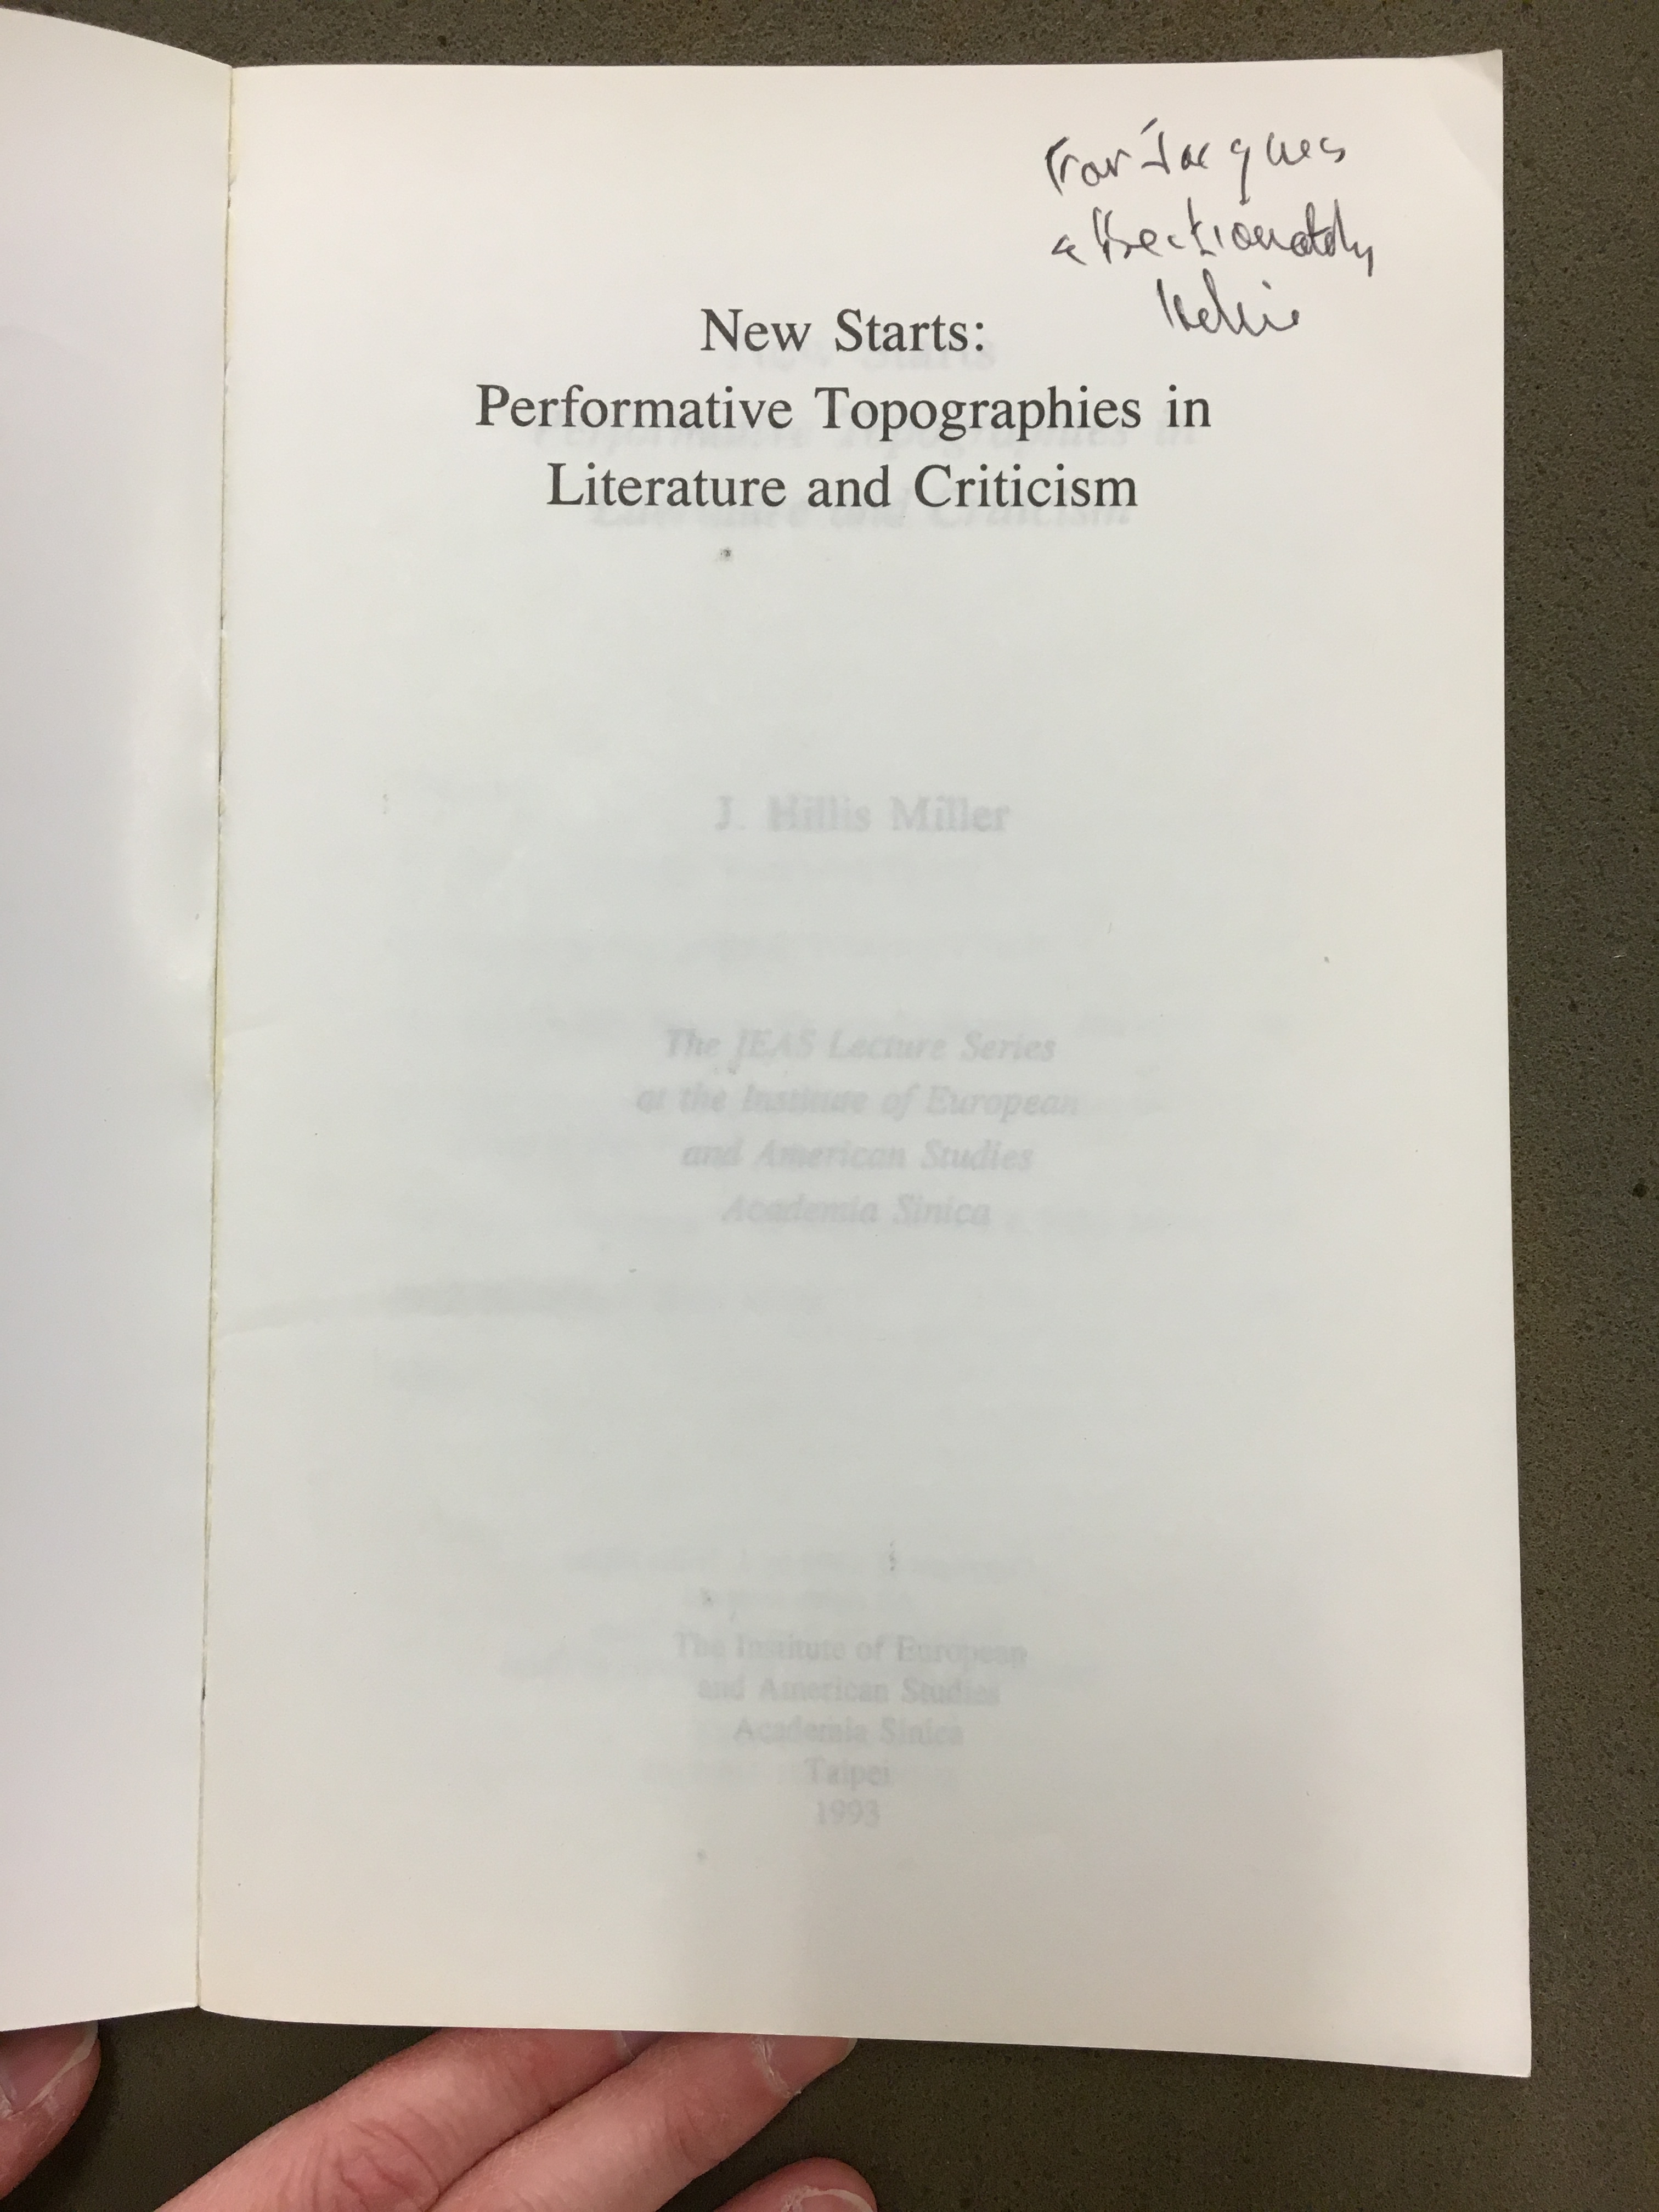 For Jacques
affectionately
Hillis
New Starts:
Performative Topographies in
Literature and Criticism
J. Hillis Miller
The IEAS Lecture Series
at the Institute of European
and American Studies
Academia Sinica
The Institute of European
and American Studies
Academia Sinica
Taipei
1993